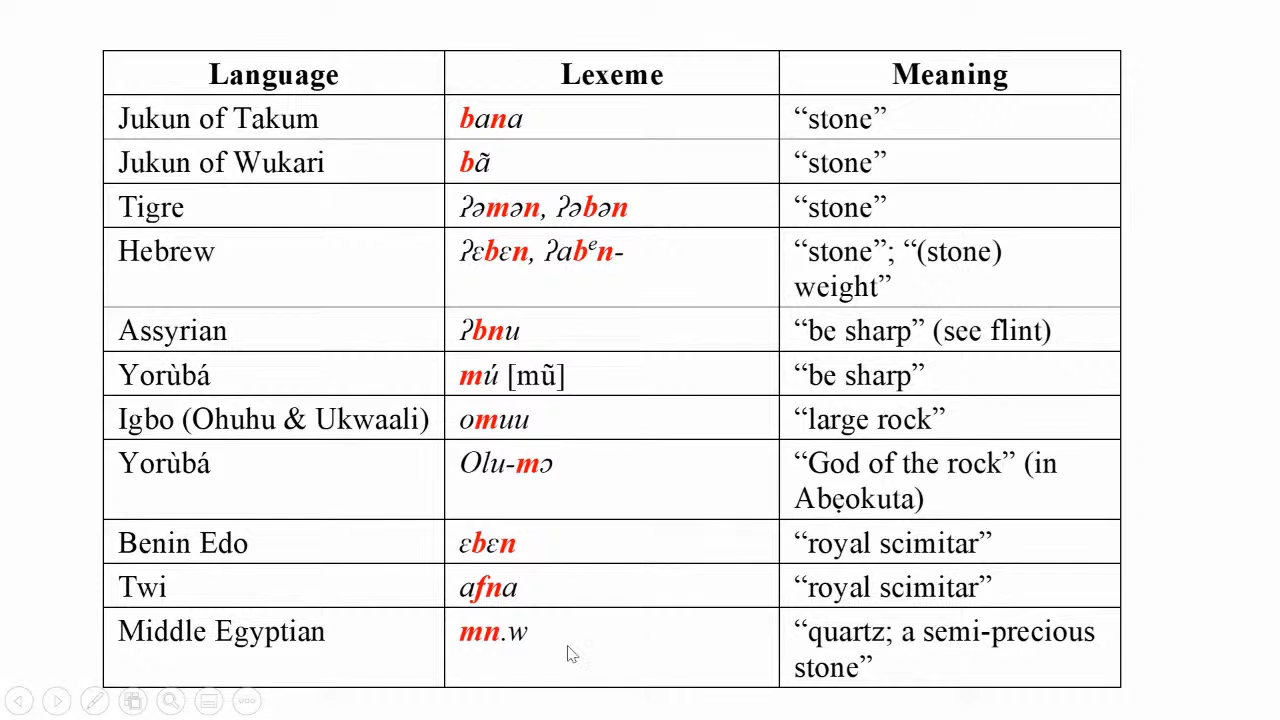 Language Lexeme Meaning
Jukun of Takum bana “stone”
Jukun of Wukari bã “stone”
Tigre ʔəmən, ʔəbən “stone”
Hebrew ʔɛbɛn, ʔabᵉn- “stone”; “(stone)
weight”
Assyrian ʔbnu “be sharp” (see flint)
Yorùbá mú [mũ] “be sharp”
Igbo (Ohuhu & Ukwaali) omuu “large rock”
Yorùbá Olu-mɔ “God of the rock” (in
Abẹokuta)
Benin Edo ɛbɛn “royal scimitar”
Twi afna “royal scimitar”
Middle Egyptian mn.w “quartz; a semi-precious
stone”